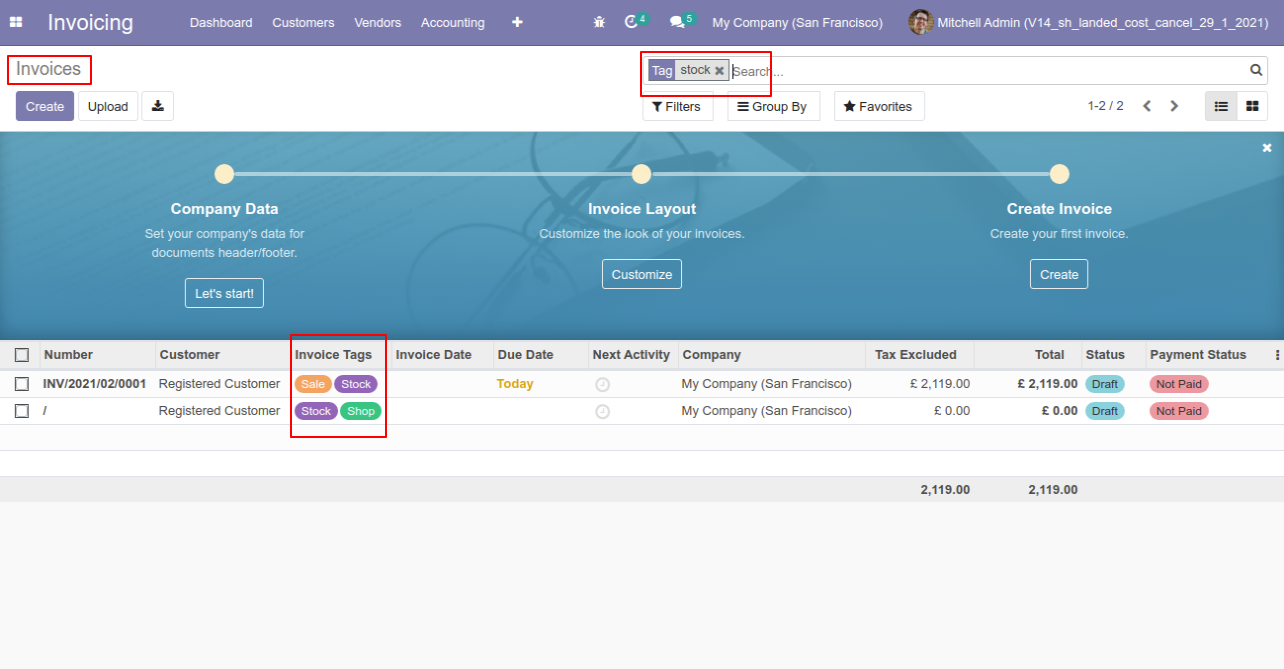 Invoicing Dashboard Customers Vendors Accounting + 4 5 My Company (San Francisco) Mitchell Admin (V14_sh_landed_cost_cancel_29_1_2021)
Invoices
Tag stock Search...
Create Upload
Filters Group By Favorites 1-2 / 2
Company Data Invoice Layout Create Invoice
Set your company's data for Customize the look of your invoices. Create your first invoice.
documents header/footer.
Customize Create
Let's start!
Number Customer Invoice Tags Invoice Date Due Date Next Activity Company Tax Excluded Total Status Payment Status
INV/2021/02/0001 Registered Customer Sale Stock Today My Company (San Francisco) £ 2,119.00 £ 2,119.00 Draft Not Paid
/ Registered Customer Stock Shop My Company (San Francisco) £ 0.00 £ 0.00 Draft Not Paid
2,119.00 2,119.00